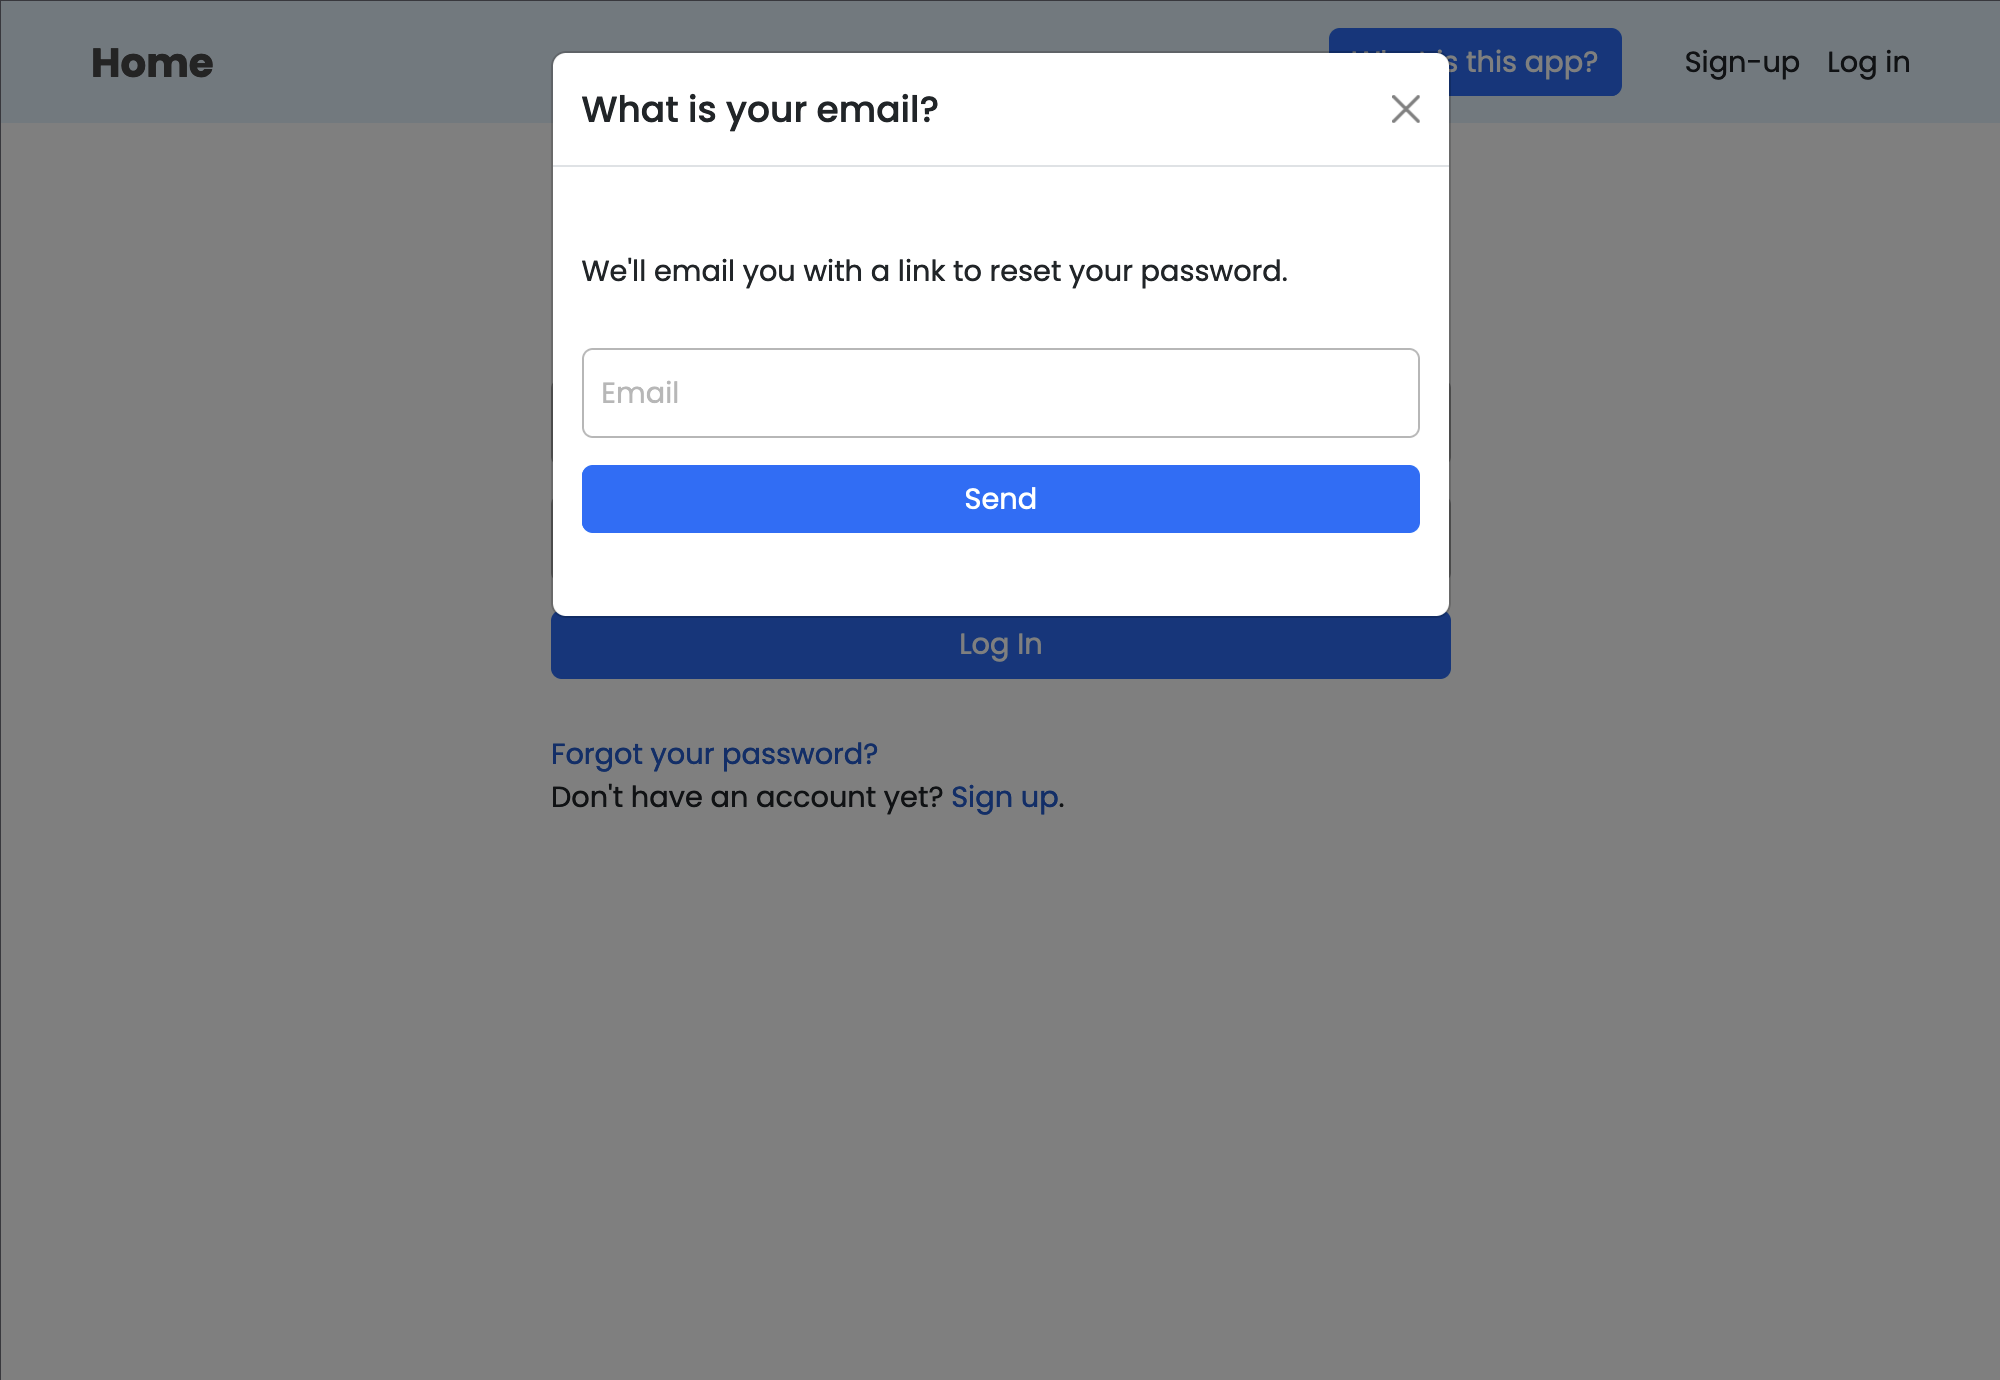 Home
this app?
Sign-up
Log in
What is your email?
We'll email you with a link to reset your password.
Email
Send
Log In
Forgot your password?
Don't have an account yet? Sign up.